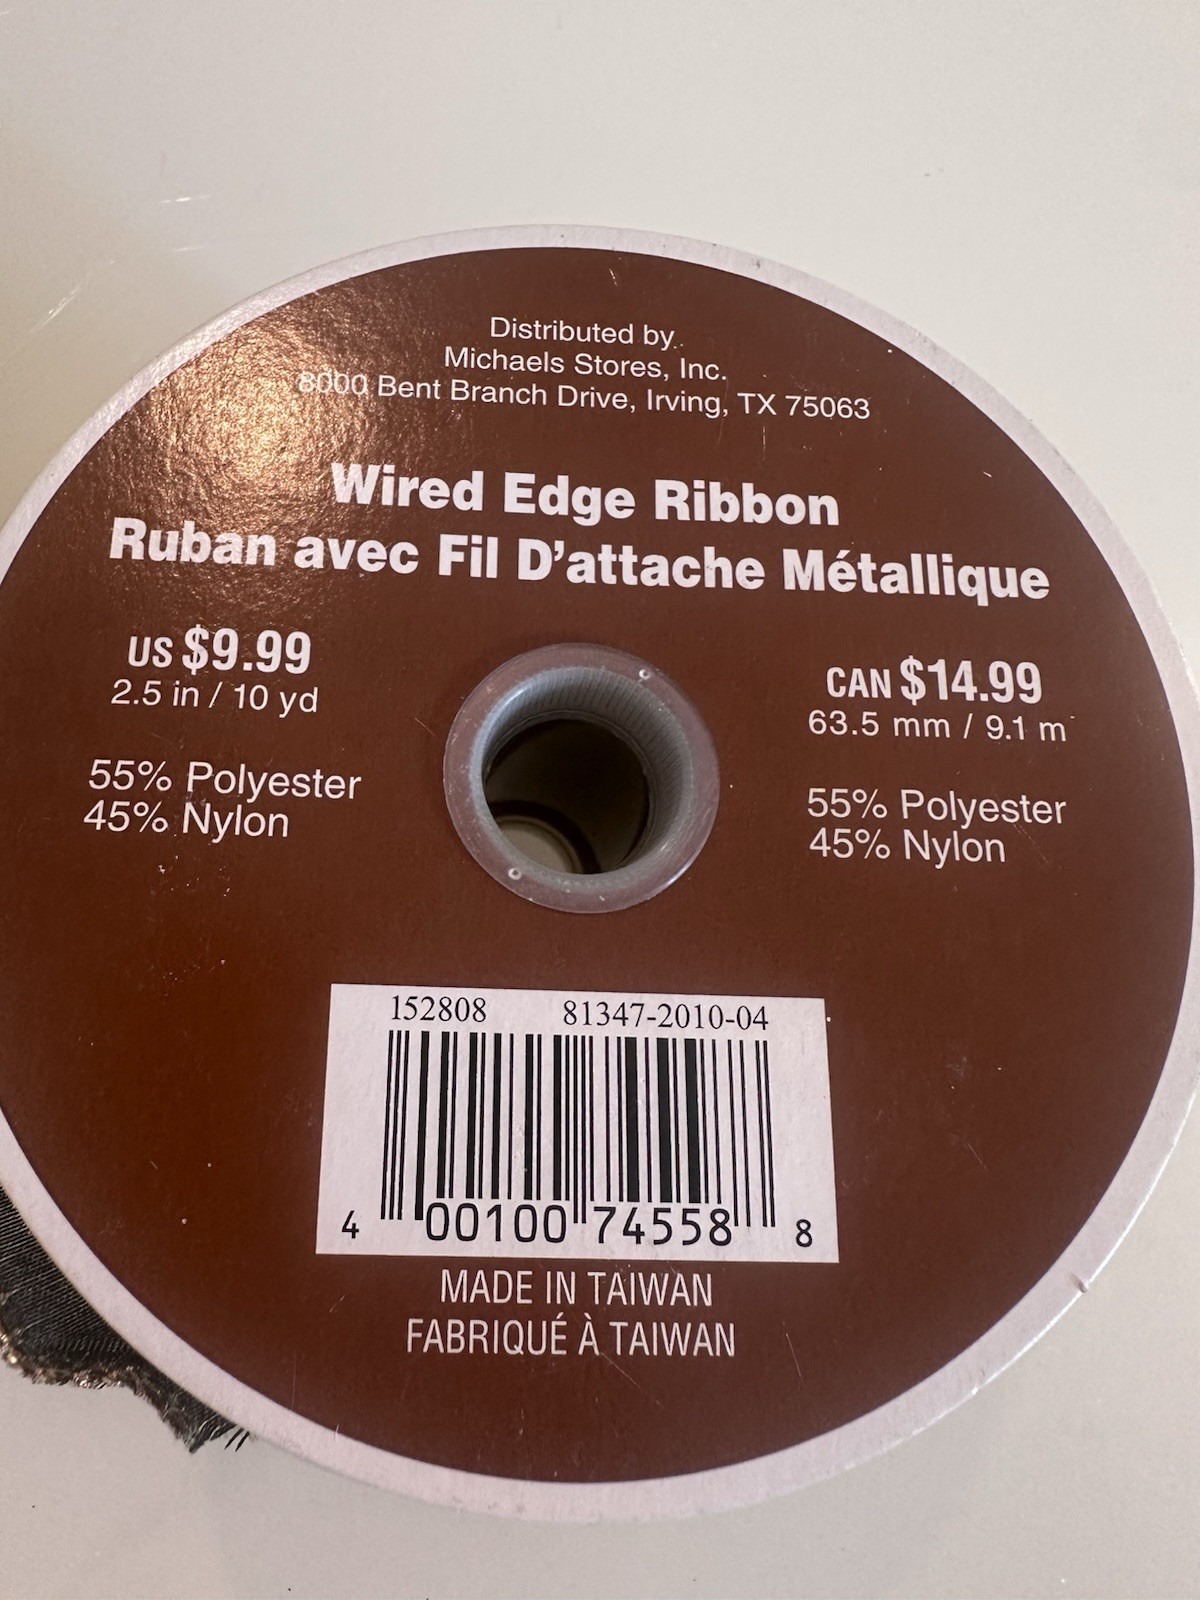 Distributed by
Michaels Stores, Inc.
8000 Bent Branch Drive, Irving, TX 75063
Wired Edge Ribbon
Ruban avec Fil D'attache Métallique
US $9.99
2.5 in / 10 yd
55% Polyester
45% Nylon
CAN $14.99
63.5 mm / 9.1 m
55% Polyester
45% Nylon
152808 81347-2010-04
4 00100 74558 8
MADE IN TAIWAN
FABRIQUÉ À TAIWAN